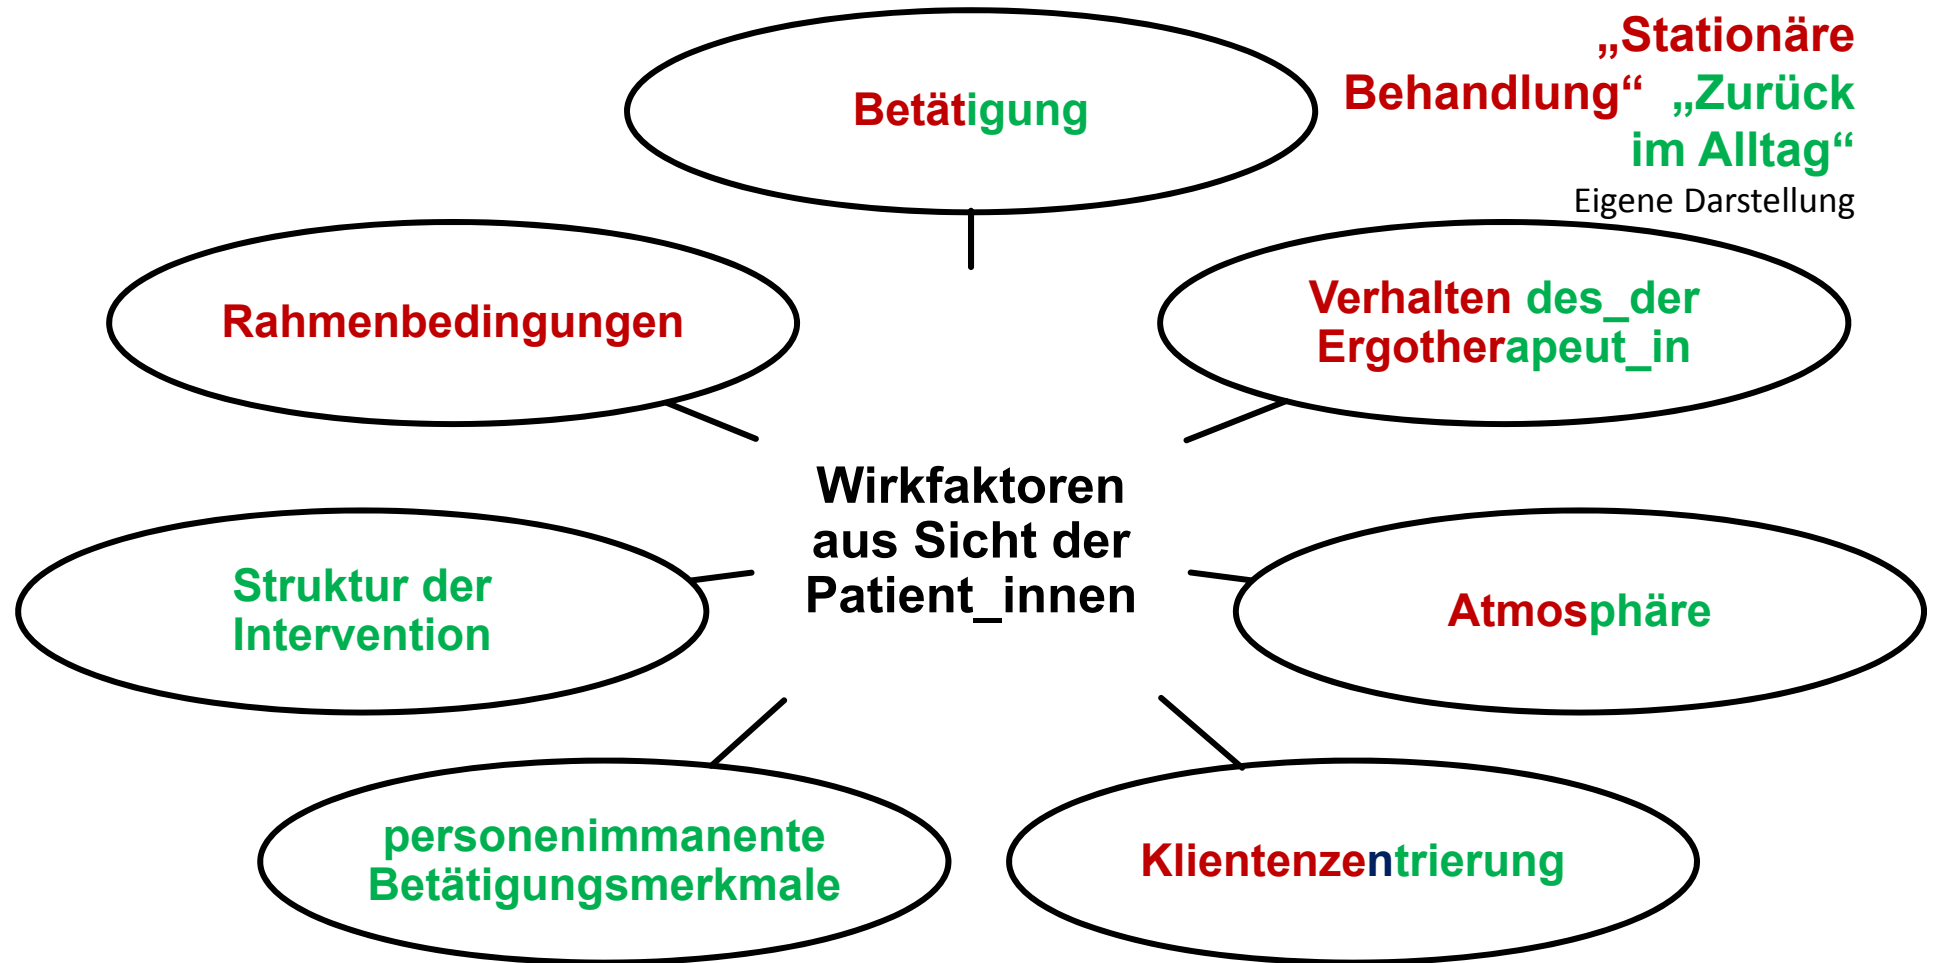 „Stationäre
Behandlung“ „Zurück
im Alltag“
Eigene Darstellung
Betätigung
Rahmenbedingungen
Verhalten des_der
Ergotherapeut_in
Wirkfaktoren
aus Sicht der
Patient_innen
Struktur der
Intervention
Atmosphäre
personenimmanente
Betätigungsmerkmale
Klientenzentrierung